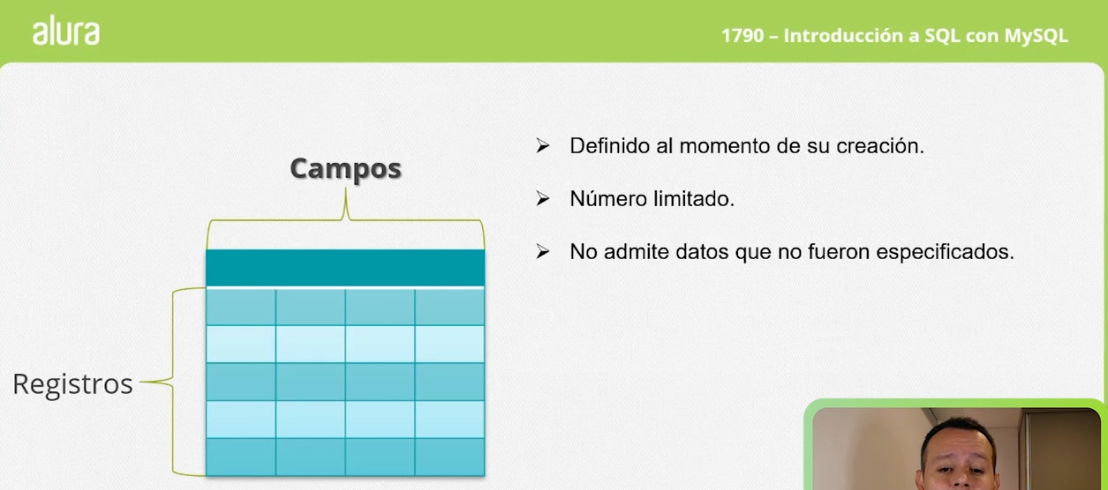 alura
1790 – Introducción a SQL con MySQL
Campos
Registros
Definido al momento de su creación.
Número limitado.
No admite datos que no fueron especificados.